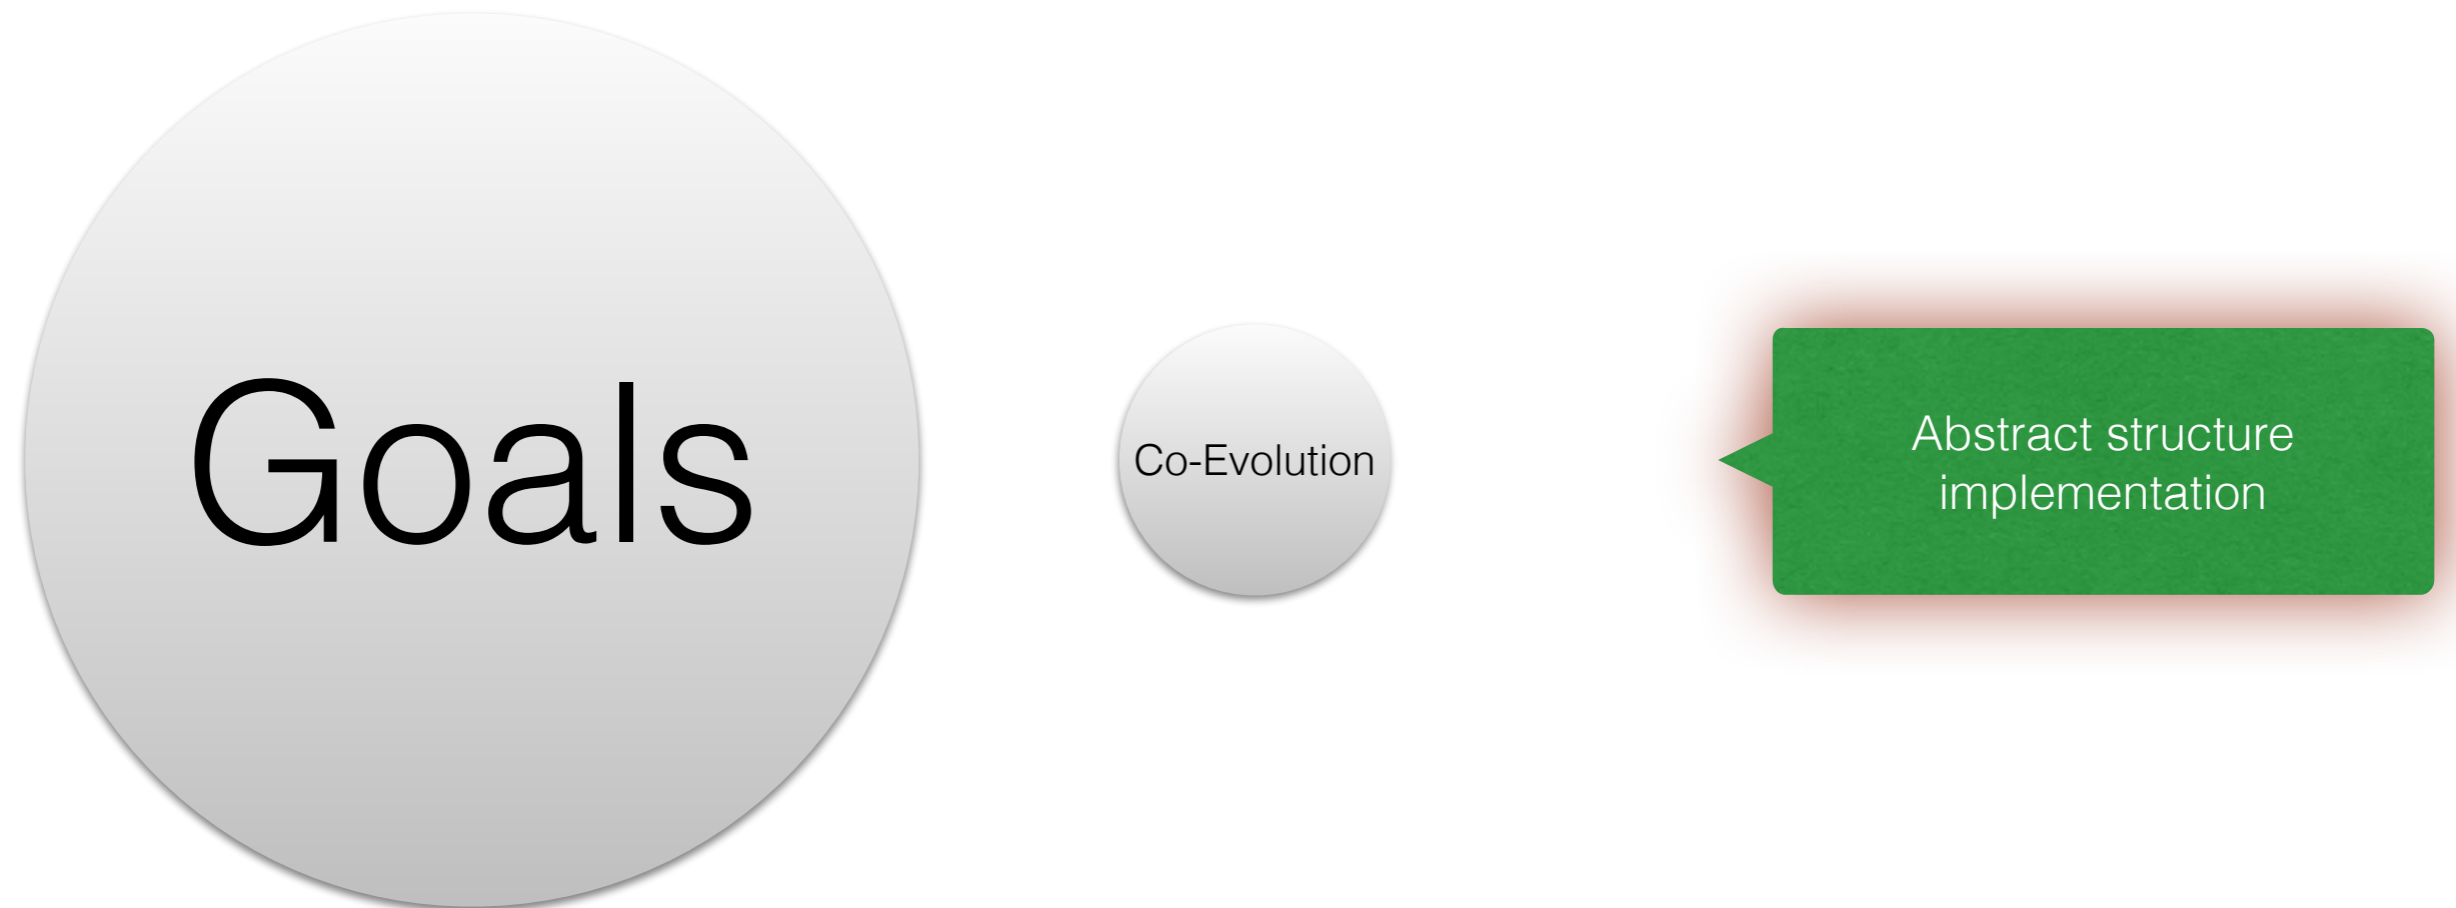 Goals
Co-Evolution
Abstract structure
implementation